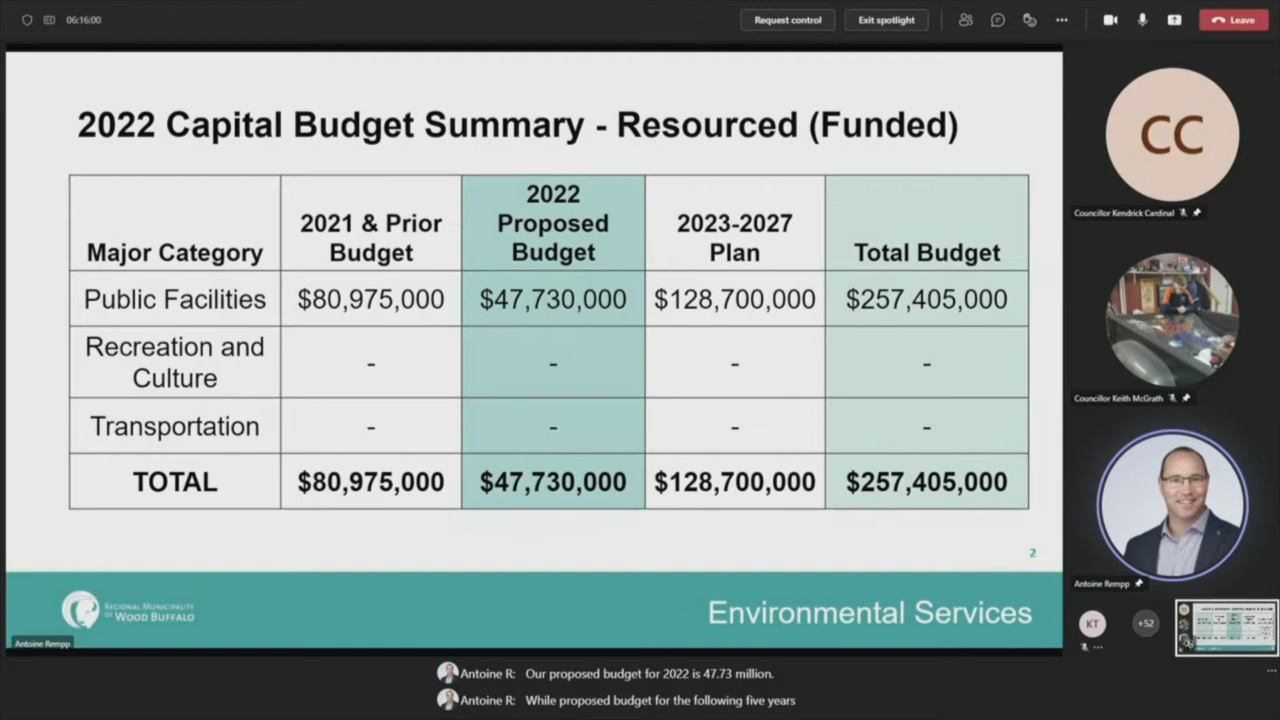 06:16:00
Request control
Exit spotlight
Leave
2022 Capital Budget Summary - Resourced (Funded)
Major Category
2021 & Prior
Budget
2022
Proposed
Budget
2023-2027
Plan
Total Budget
Public Facilities
$80,975,000
$47,730,000
$128,700,000
$257,405,000
Recreation and
Culture
-
-
-
-
Transportation
-
-
-
-
TOTAL
$80,975,000
$47,730,000
$128,700,000
$257,405,000
2
REGIONAL MUNICIPALITY
OF WOOD BUFFALO
Environmental Services
Antoine Rempp
CC
Councillor Kendrick Cardinal
Councillor Keith McGrath
Antoine Rempp
KT
+52
Antoine R: Our proposed budget for 2022 is 47.73 million.
Antoine R: While proposed budget for the following five years